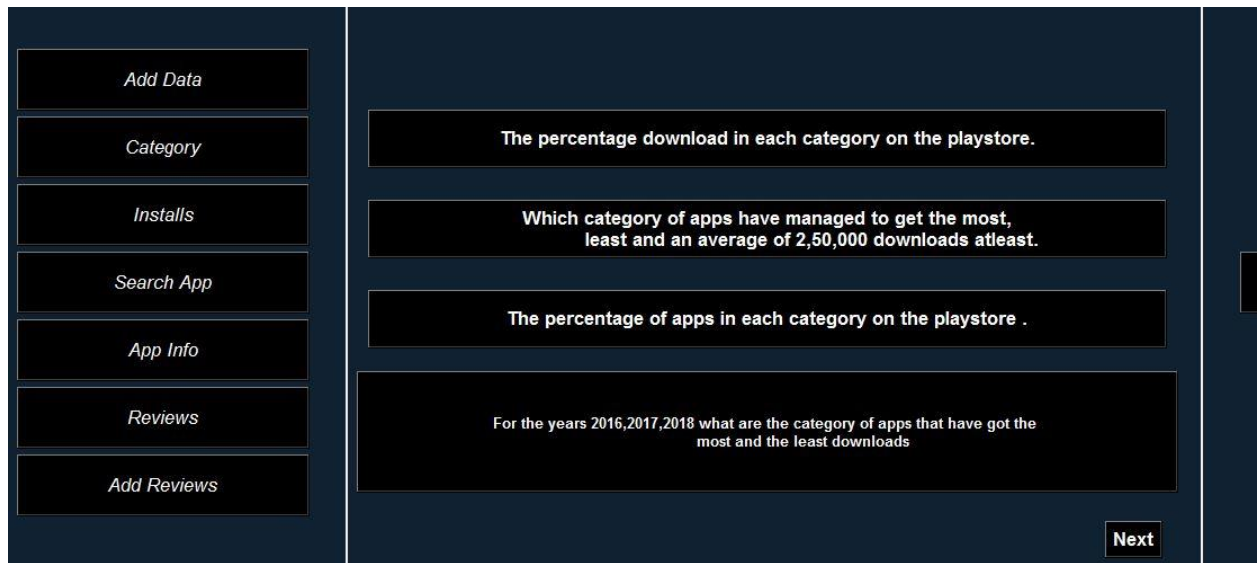 Add Data
Category
Installs
Search App
App Info
Reviews
Add Reviews
The percentage download in each category on the playstore.
Which category of apps have managed to get the most,
least and an average of 2,50,000 downloads atleast.
The percentage of apps in each category on the playstore .
For the years 2016,2017,2018 what are the category of apps that have got the
most and the least downloads
Next